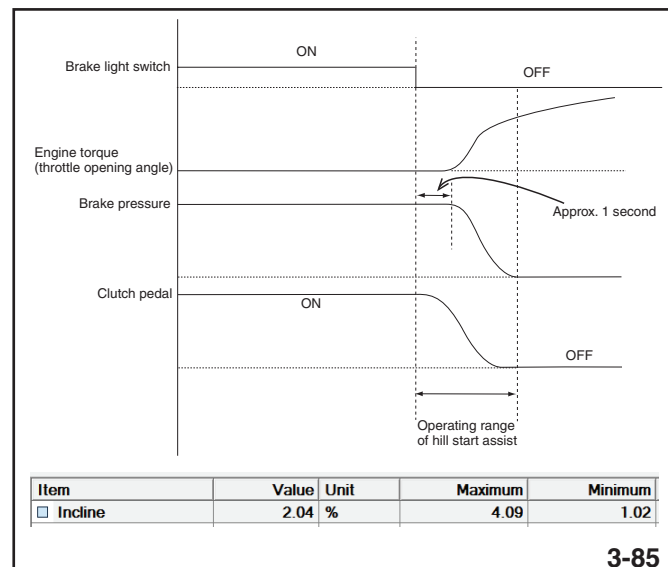 ON
Brake light switch
OFF
Engine torque
(throttle opening angle)
Brake pressure
Approx. 1 second
Clutch pedal
ON
OFF
Operating range
of hill start assist
Item Value Unit Maximum Minimum
Incline 2.04 % 4.09 1.02
3-85